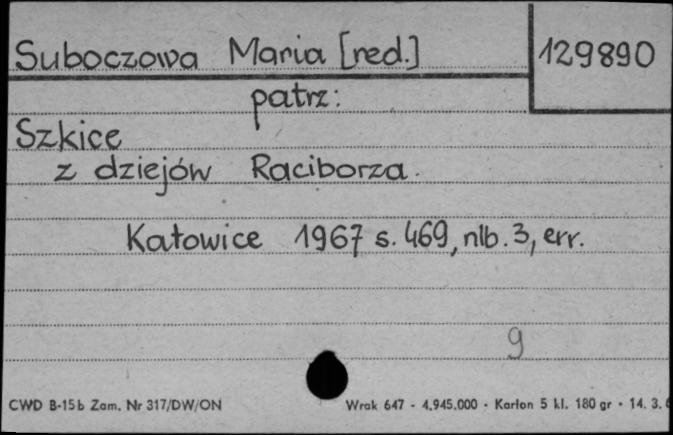 Suboczowa Maria [red.] 129890
patrz:
Szkice
z dziejów Raciborza.
Katowice 1967 s. 469, nlb. 3, err.
9
CWD B-15b Zam. Nr 317/DW/ON Wrak 647 - 4.945.000 - Karton 5 kl. 180 gr - 14. 3.